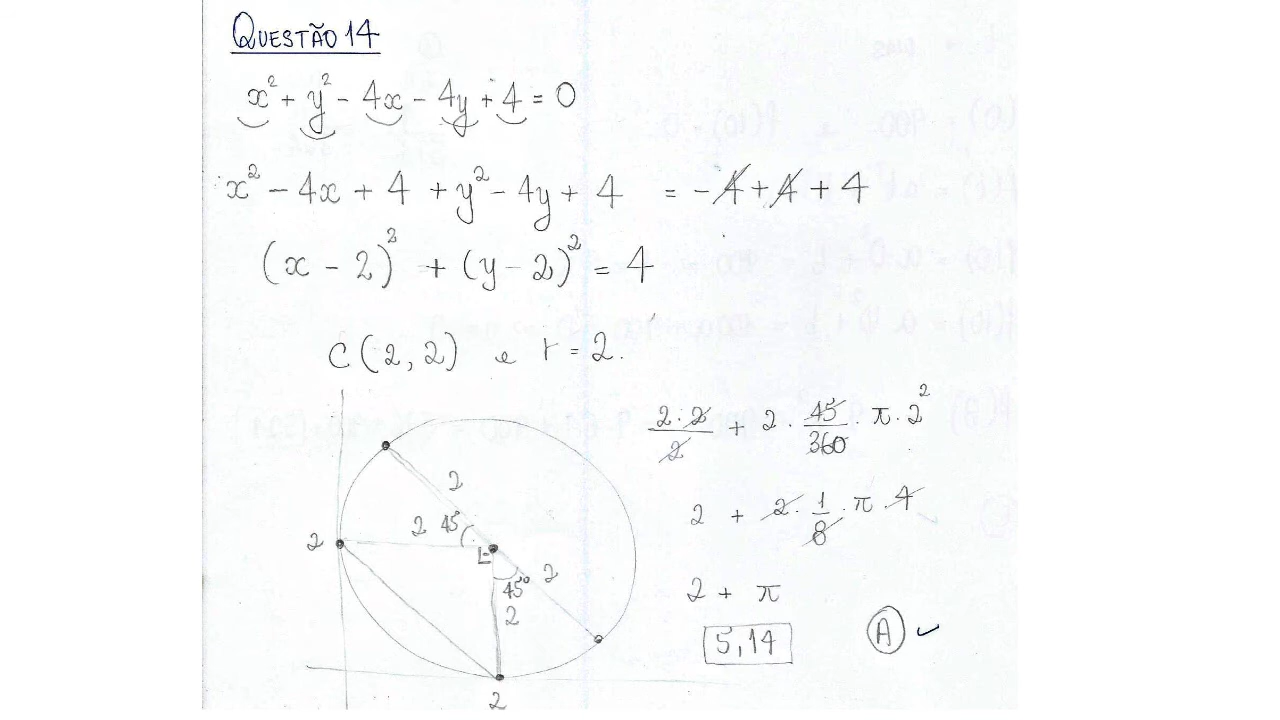 QUESTÃO 14
x² + y² - 4x - 4y + 4 = 0
x² - 4x + 4 + y² - 4y + 4 = -4 + 4 + 4
(x - 2)² + (y - 2)² = 4
C(2,2) e r = 2.
2·2/2 + 2 · 45/360 · π · 2²
2 + 2 · 1/8 · π · 4
2 + π
5,14 A
2
2 45°
2
2
45°
2
2